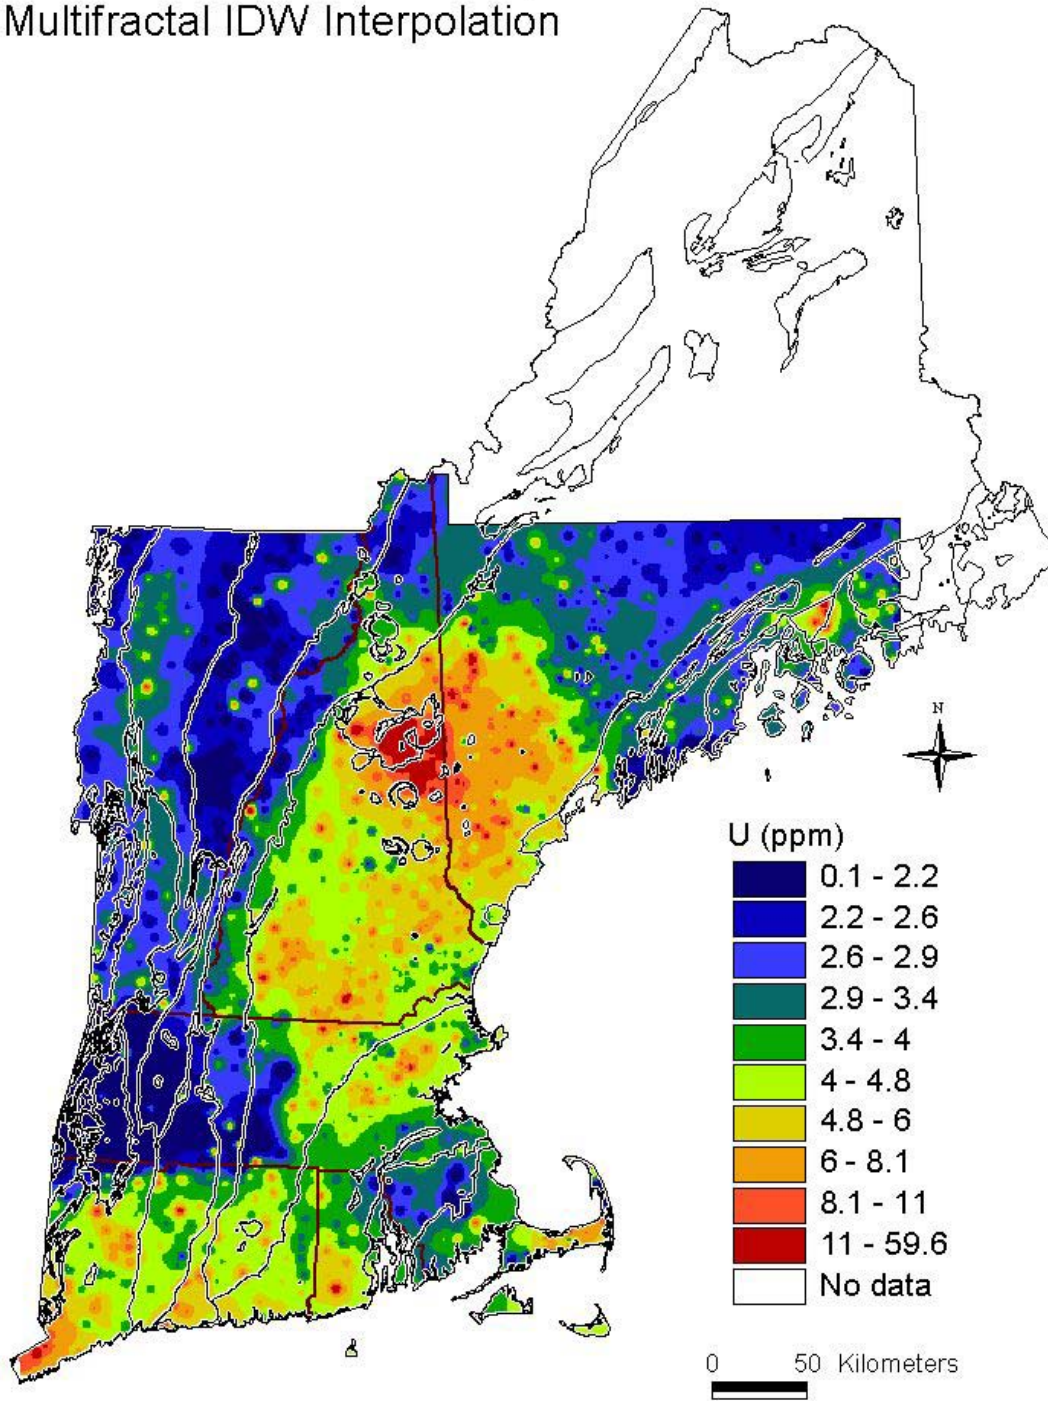 Multifractal IDW Interpolation
N
U (ppm)
0.1 - 2.2
2.2 - 2.6
2.6 - 2.9
2.9 - 3.4
3.4 - 4
4 - 4.8
4.8 - 6
6 - 8.1
8.1 - 11
11 - 59.6
No data
0 50 Kilometers